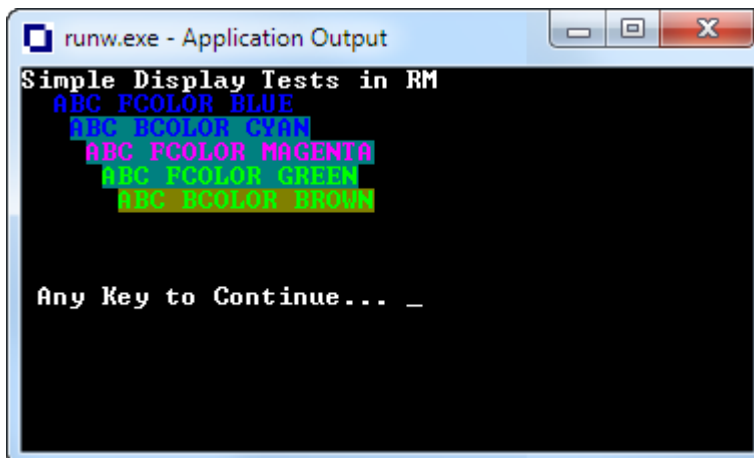 runw.exe - Application Output
Simple Display Tests in RM
ABC FCOLOR BLUE
ABC BCOLOR CYAN
ABC FCOLOR MAGENTA
ABC FCOLOR GREEN
ABC BCOLOR BROWN
Any Key to Continue... _